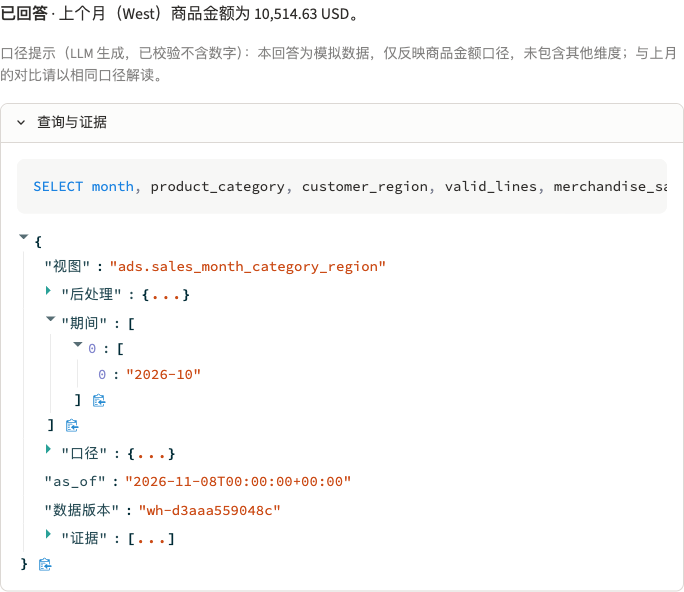 已回答 · 上个月（West）商品金额为 10,514.63 USD。
口径提示（LLM 生成，已校验不含数字）：本回答为模拟数据，仅反映商品金额口径，未包含其他维度；与上月
的对比请以相同口径解读。
查询与证据
SELECT month, product_category, customer_region, valid_lines, merchandise_sa
{
"视图" : "ads.sales_month_category_region"
"后处理" : {...}
"期间" : [
0 : [
0 : "2026-10"
]
]
"口径" : {...}
"as_of" : "2026-11-08T00:00:00+00:00"
"数据版本" : "wh-d3aaa559048c"
"证据" : [...]
}